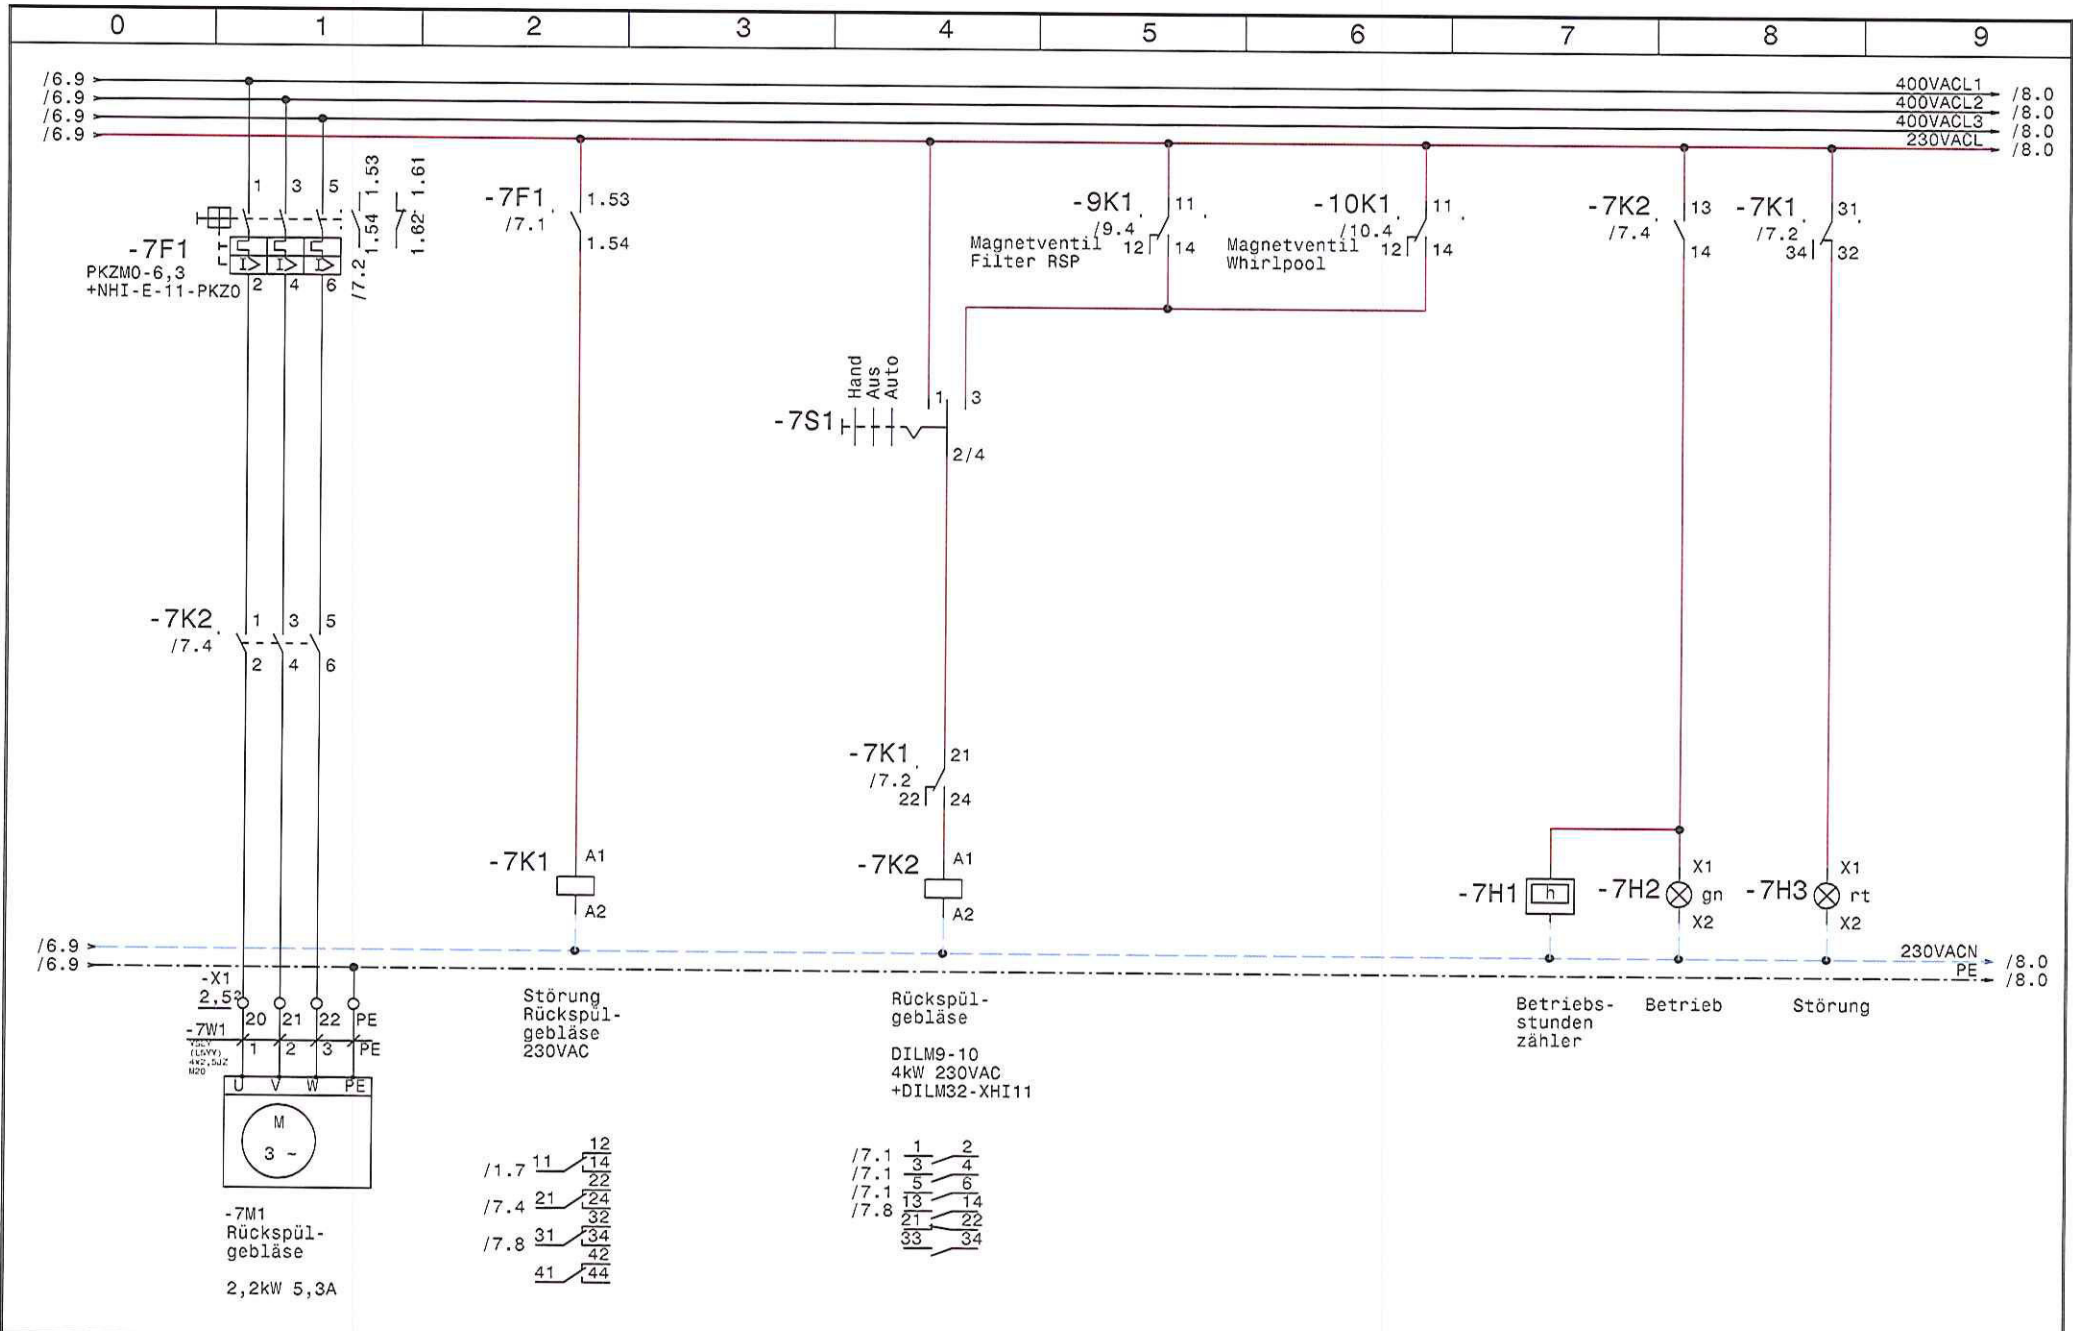 0 1 2 3 4 5 6 7 8 9
/6.9 400VACL1 /8.0
/6.9 400VACL2 /8.0
/6.9 400VACL3 /8.0
/6.9 230VACL /8.0
1 3 5
1.53
1.54
1.61
1.62
/7.2
-7F1
PKZM0-6,3
+NHI-E-11-PKZ0
I> I> I>
2 4 6
-7F1
/7.1
1.53
1.54
-9K1
/9.4
11
12 14
Magnetventil
Filter RSP
-10K1
/10.4
11
12 14
Magnetventil
Whirlpool
-7K2
/7.4
13
14
-7K1
/7.2
31
34 32
Hand
Aus
Auto
-7S1
1 3
2/4
-7K2
/7.4
1 3 5
2 4 6
-7K1
/7.2
21
22 24
-7K1
A1
A2
-7K2
A1
A2
-7H1
h
-7H2
X1
gn
X2
-7H3
X1
rt
X2
/6.9 230VACN /8.0
/6.9 PE /8.0
-X1
20 21 22 PE
-7W1
1 2 3 PE
U V W PE
M
3 ~
-7M1
Rückspül-
gebläse
2,2kW 5,3A
Störung
Rückspül-
gebläse
230VAC
Rückspül-
gebläse
DILM9-10
4kW 230VAC
+DILM32-XHI11
Betriebs-
stunden
zähler
Betrieb
Störung
12
/1.7 11 14
22
/7.4 21 24
32
/7.8 31 34
42
41 44
/7.1 1 2
/7.1 3 4
/7.1 5 6
/7.8 13 14
21 22
33 34